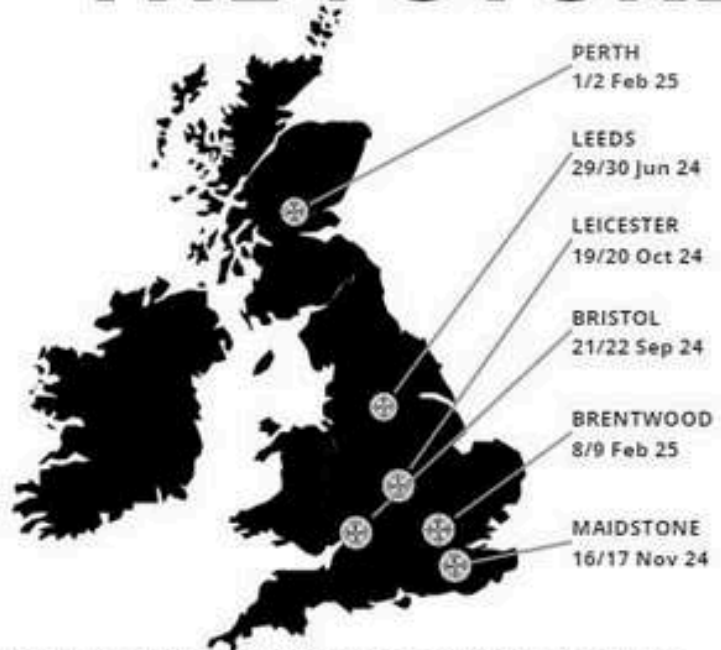 PERTH
1/2 Feb 25
LEEDS
29/30 Jun 24
LEICESTER
19/20 Oct 24
BRISTOL
21/22 Sep 24
BRENTWOOD
8/9 Feb 25
MAIDSTONE
16/17 Nov 24